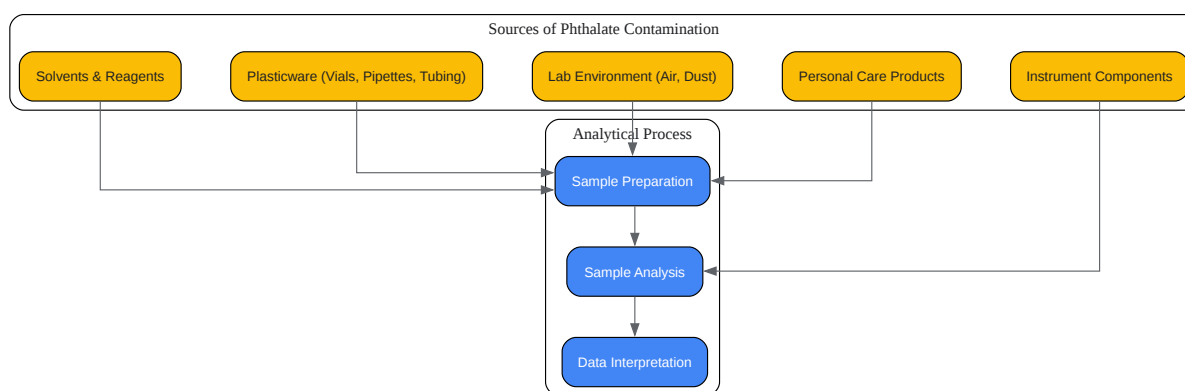 Sources of Phthalate Contamination
Solvents & Reagents
Plasticware (Vials, Pipettes, Tubing)
Lab Environment (Air, Dust)
Personal Care Products
Instrument Components
Analytical Process
Sample Preparation
Sample Analysis
Data Interpretation